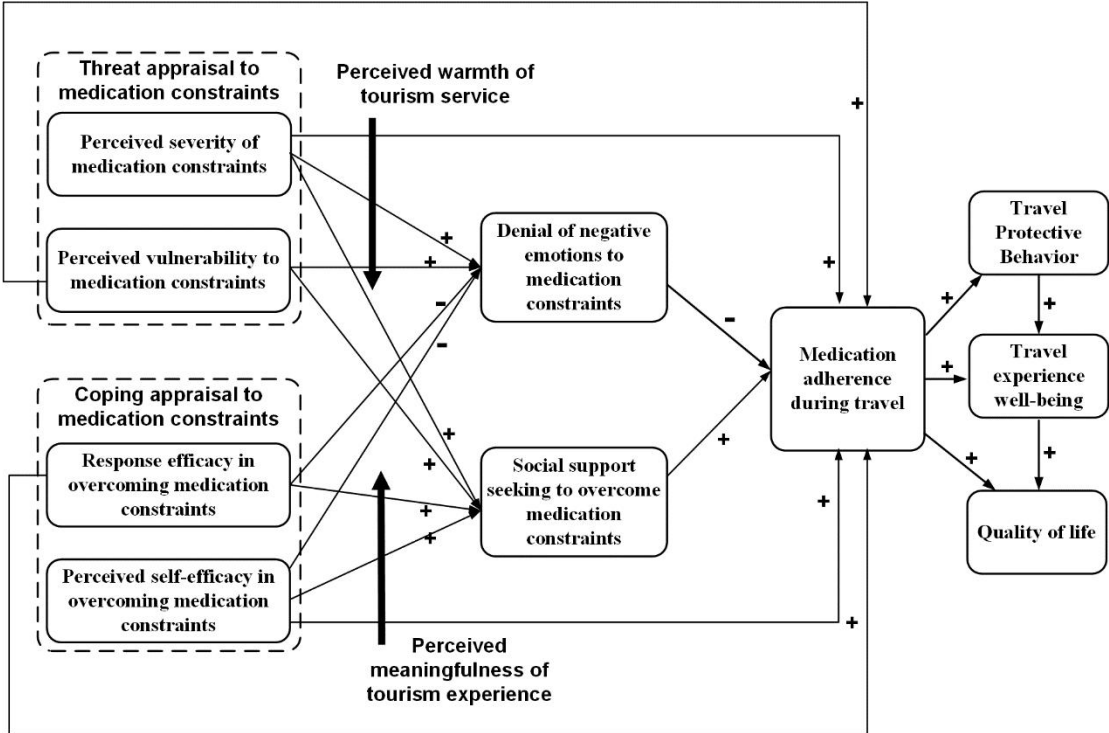 Threat appraisal to
medication constraints
Perceived severity of
medication constraints
Perceived vulnerability to
medication constraints
Coping appraisal to
medication constraints
Response efficacy in
overcoming medication
constraints
Perceived self-efficacy in
overcoming medication
constraints
Perceived warmth of
tourism service
Perceived
meaningfulness of
tourism experience
+
+
-
-
+
+
+
+
Denial of negative
emotions to
medication
constraints
Social support
seeking to overcome
medication
constraints
+
+
-
+
+
+
Medication
adherence
during travel
+
+
+
Travel
Protective
Behavior
+
Travel
experience
well-being
+
Quality of life